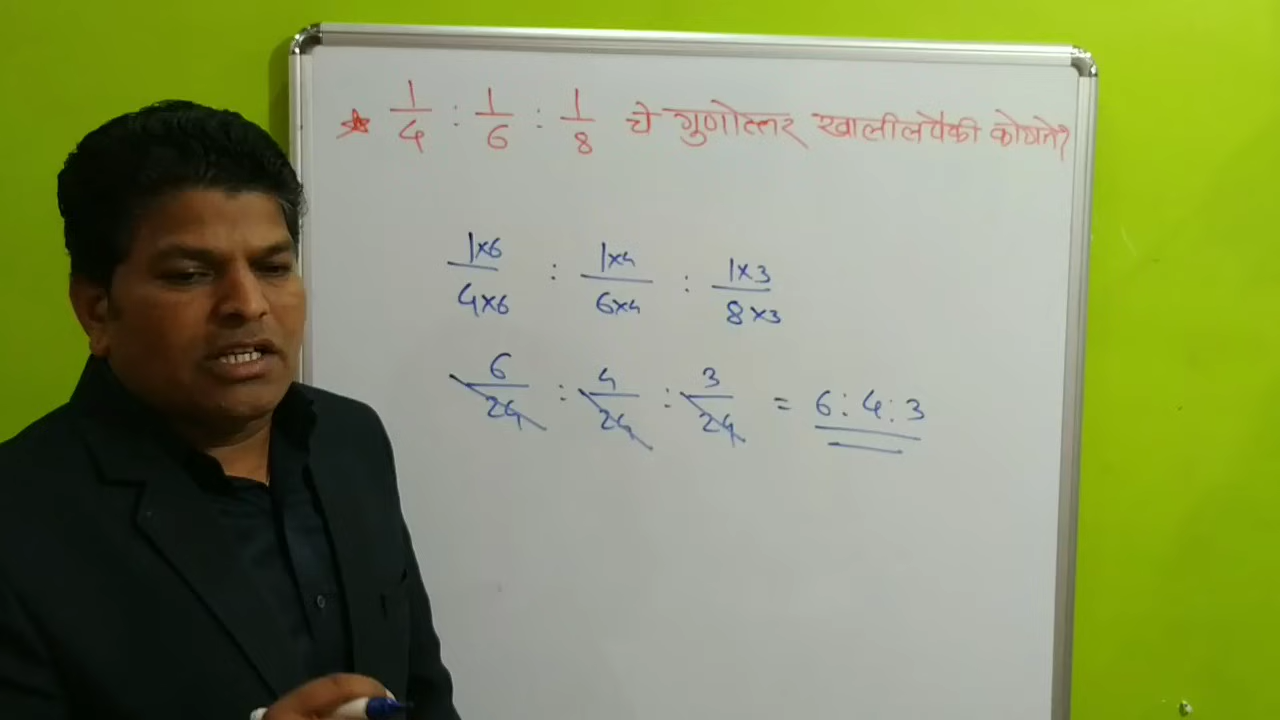 * 1/4 : 1/6 : 1/8 चे गुणोत्तर खालीलपैकी कोणते?
1×6/4×6 : 1×4/6×4 : 1×3/8×3
6/24 : 4/24 : 3/24 = 6:4:3